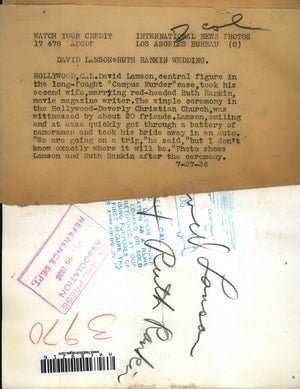 WATCH YOUR CREDIT INTERNATIONAL NEWS PHOTOS
17 478 ABCDF LOS ANGELES BUREAU (O)
2 col
DAVID LAMSON-RUTH RANKIN WEDDING.
HOLLYWOOD, CAL. David Lamson, central figure in
the long-fought "Campus Murder" case, took his
second wife, marrying red-headed Ruth Rankin,
movie magazine writer. The simple ceremony in
the Hollywood-Beverly Christian Church, was
witnessed by about 20 friends. Lamson, smiling
and at ease quickly got through a battery of
cameramen and took his bride away in an auto.
"We are going on a trip," he said, "but I don't
know exactly where it will be." Photo shows
Lamson and Ruth Rankin after the ceremony.
7-27-36
Lamson
Ruth Rankin
PRESS
ASSOCIATION
REFERENCE DEPT.
3970